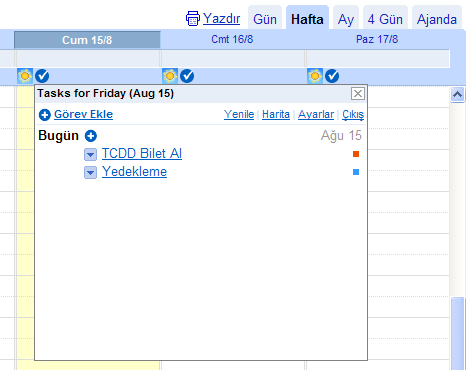 Yazdır Gün Hafta Ay 4 Gün Ajanda
Cum 15/8 Cmt 16/8 Paz 17/8
Tasks for Friday (Aug 15)
Görev Ekle Yenile | Harita | Ayarlar | Çıkış
Bugün Ağu 15
TCDD Bilet Al
Yedekleme